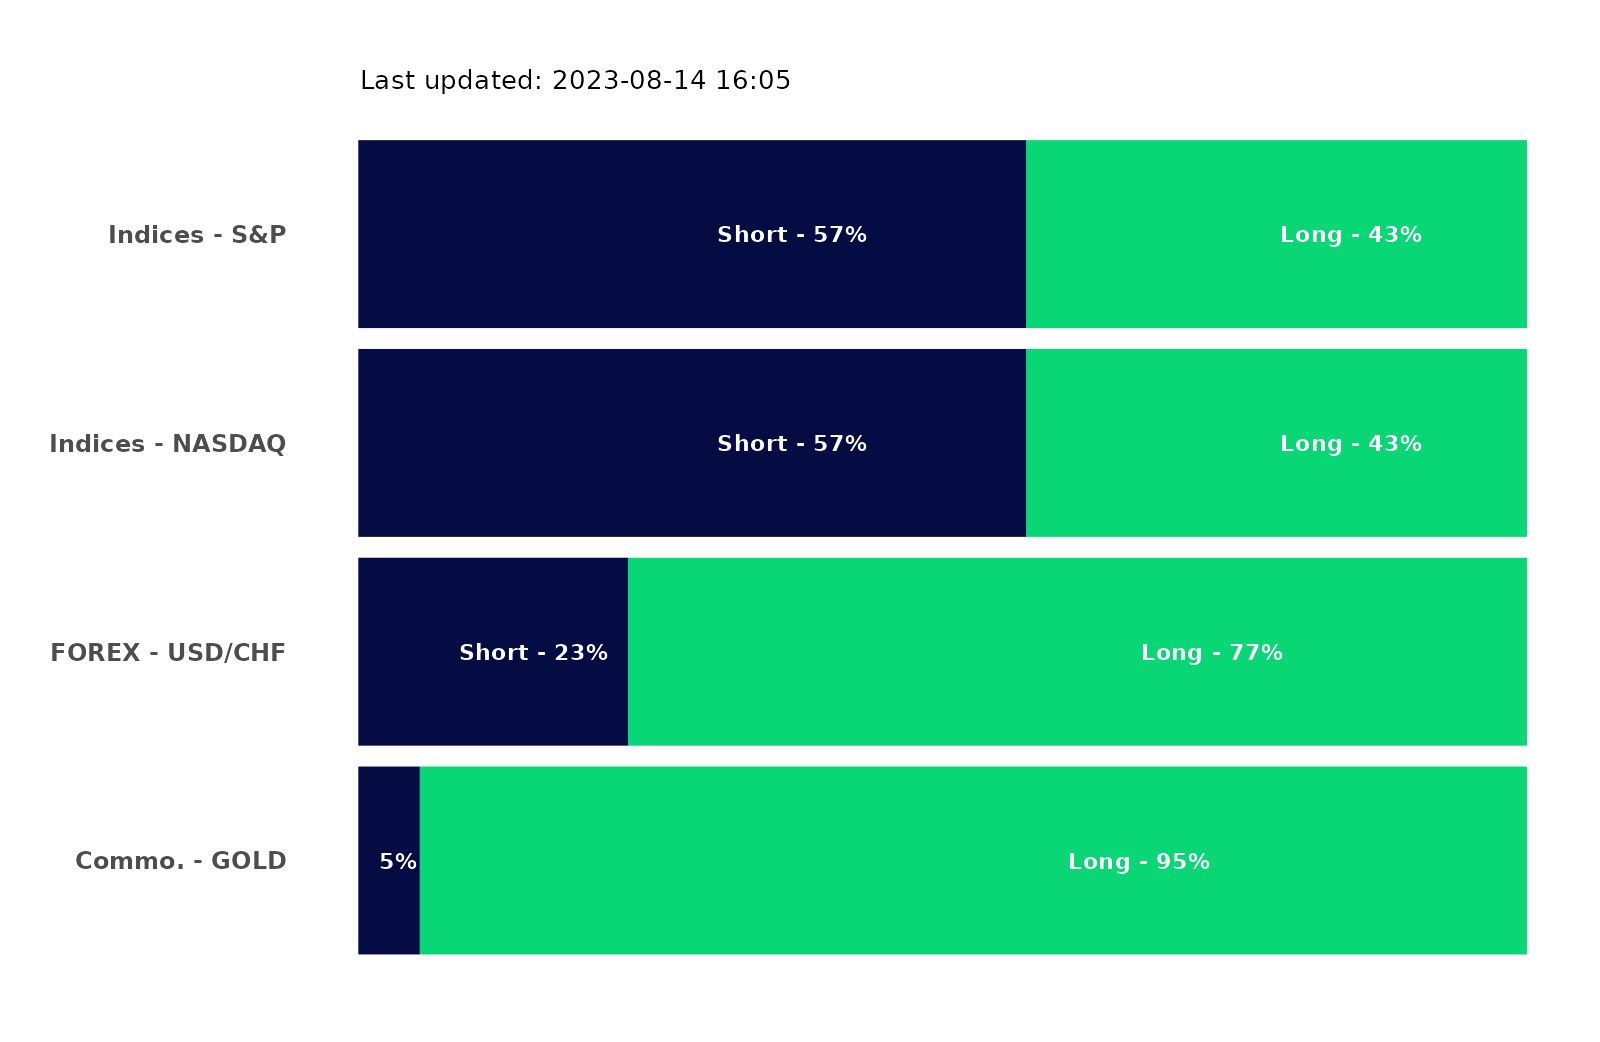 Last updated: 2023-08-14 16:05
Indices - S&P Short - 57% Long - 43%
Indices - NASDAQ Short - 57% Long - 43%
FOREX - USD/CHF Short - 23% Long - 77%
Commo. - GOLD 5% Long - 95%